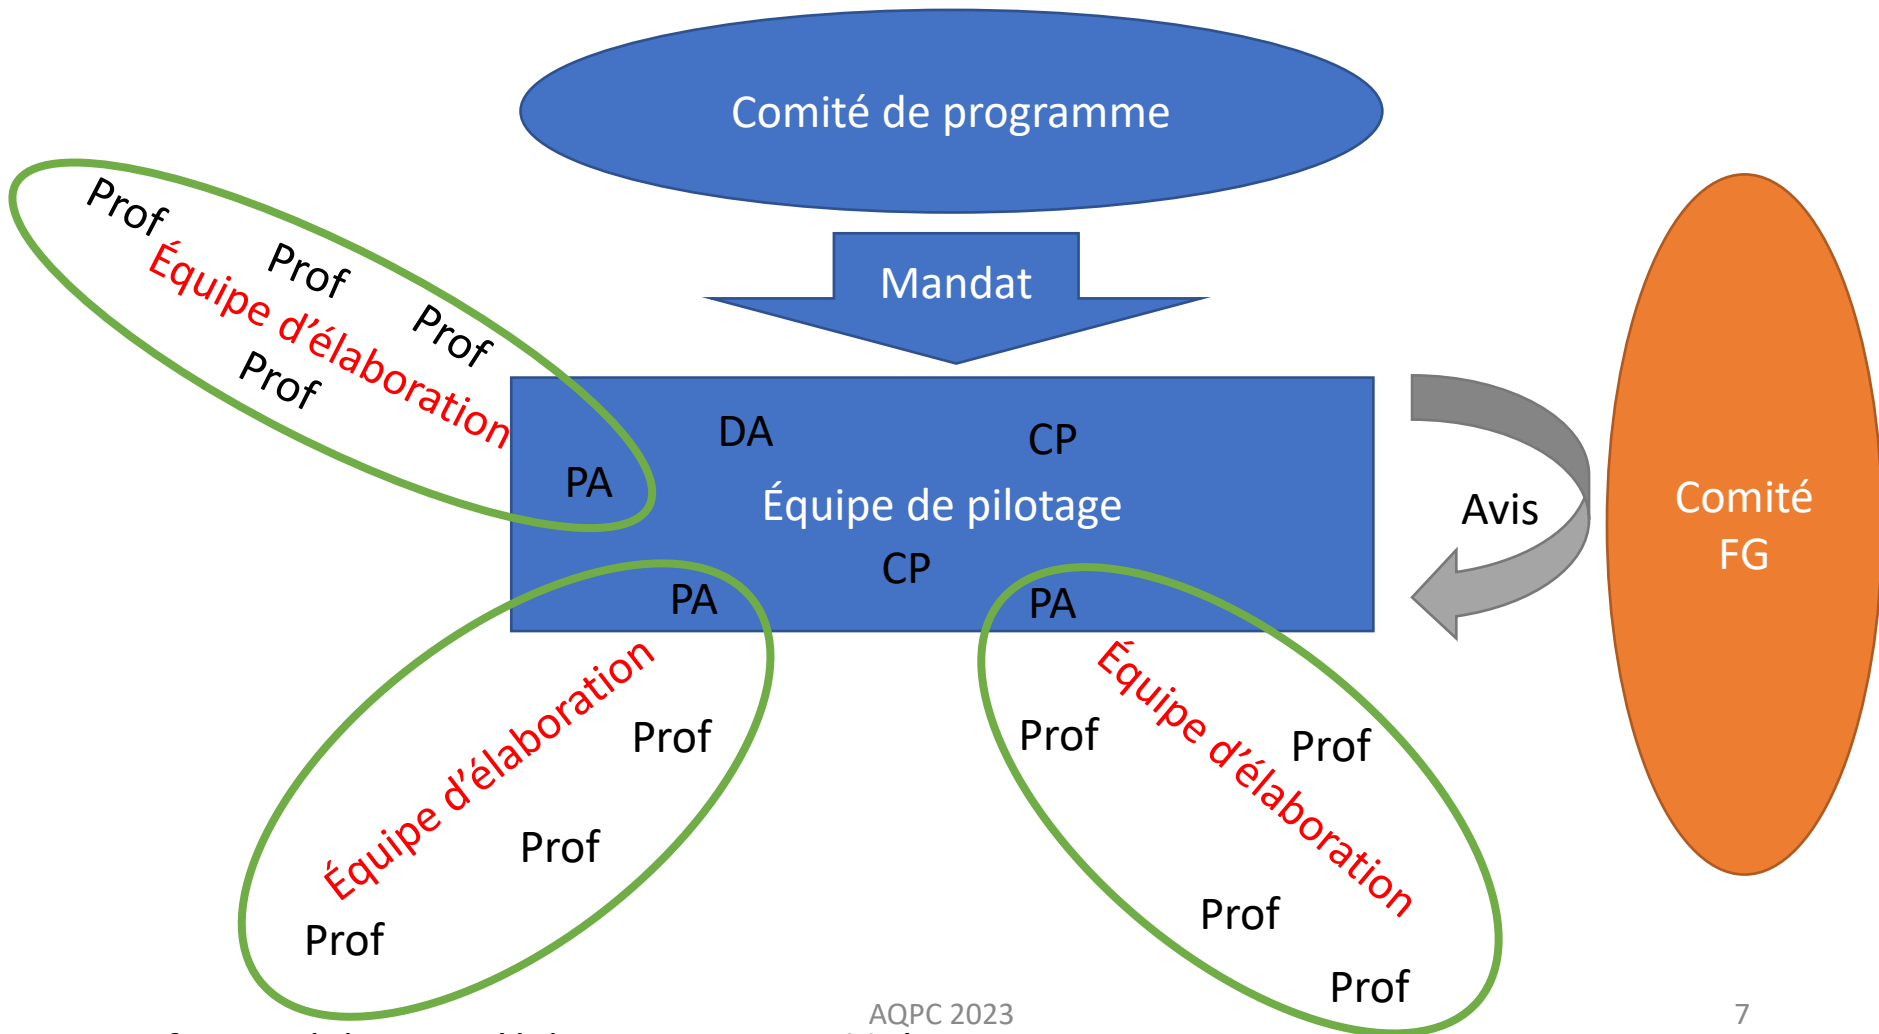 Comité de programme
Mandat
Prof
Prof
Prof
Prof
Équipe d'élaboration
PA
DA
CP
Équipe de pilotage
CP
PA
PA
Avis
Comité
FG
Équipe d'élaboration
Prof
Prof
Prof
Équipe d'élaboration
Prof
Prof
Prof
Prof
AQPC 2023
7